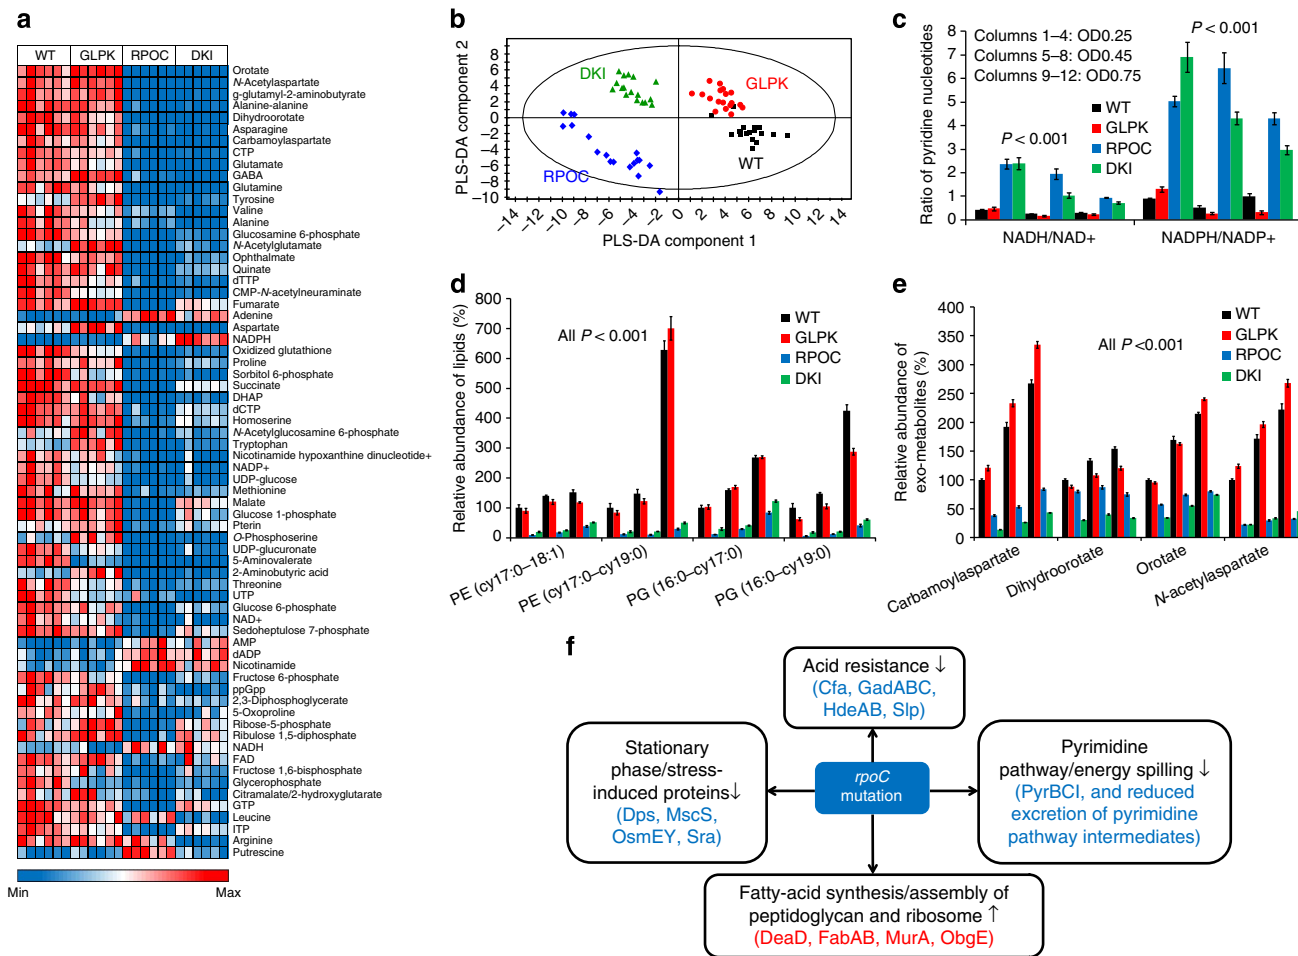 a
WT GLPK RPOC DKI
Orotate
N-Acetylaspartate
g-glutamyl-2-aminobutyrate
Alanine-alanine
Dihydroorotate
Asparagine
Carbamoylaspartate
CTP
Glutamate
GABA
Glutamine
Tyrosine
Valine
Alanine
Glucosamine 6-phosphate
N-Acetylglutamate
Ophthalmate
Quinate
dTTP
CMP-N-acetylneuraminate
Fumarate
Adenine
Aspartate
NADPH
Oxidized glutathione
Proline
Sorbitol 6-phosphate
Succinate
DHAP
dCTP
Homoserine
N-Acetylglucosamine 6-phosphate
Tryptophan
Nicotinamide hypoxanthine dinucleotide+
NADP+
UDP-glucose
Methionine
Malate
Glucose 1-phosphate
Pterin
O-Phosphoserine
UDP-glucuronate
5-Aminovalerate
2-Aminobutyric acid
Threonine
UTP
Glucose 6-phosphate
NAD+
Sedoheptulose 7-phosphate
AMP
dADP
Nicotinamide
Fructose 6-phosphate
ppGpp
2,3-Diphosphoglycerate
5-Oxoproline
Ribose-5-phosphate
Ribulose 1,5-diphosphate
NADH
FAD
Fructose 1,6-bisphosphate
Glycerophosphate
Citramalate/2-hydroxyglutarate
GTP
Leucine
ITP
Arginine
Putrescine
Min Max
b
PLS-DA component 2
8
6
4
2
0
−2
−4
−6
−8
−10
DKI
GLPK
RPOC
WT
−14 −12 −10 −8 −6 −4 −2 0 2 4 6 8 10 12 14
PLS-DA component 1
c
Ratio of pyridine nucleotides
8
7
6
5
4
3
2
1
0
Columns 1–4: OD0.25
Columns 5–8: OD0.45
Columns 9–12: OD0.75
P < 0.001
P < 0.001
WT
GLPK
RPOC
DKI
NADH/NAD+ NADPH/NADP+
d
Relative abundance of lipids (%)
800
700
600
500
400
300
200
100
0
All P < 0.001
WT
GLPK
RPOC
DKI
PE (cy17:0–18:1)
PE (cy17:0–cy19:0)
PG (16:0–cy17:0)
PG (16:0–cy19:0)
e
Relative abundance of
exo-metabolites (%)
400
350
300
250
200
150
100
50
0
All P <0.001
WT
GLPK
RPOC
DKI
Carbamoylaspartate
Dihydroorotate
Orotate
N-acetylaspartate
f
Acid resistance ↓
(Cfa, GadABC,
HdeAB, Slp)
Stationary
phase/stress-
induced proteins↓
(Dps, MscS,
OsmEY, Sra)
rpoC
mutation
Pyrimidine
pathway/energy spilling ↓
(PyrBCI, and reduced
excretion of pyrimidine
pathway intermediates)
Fatty-acid synthesis/assembly of
peptidoglycan and ribosome ↑
(DeaD, FabAB, MurA, ObgE)